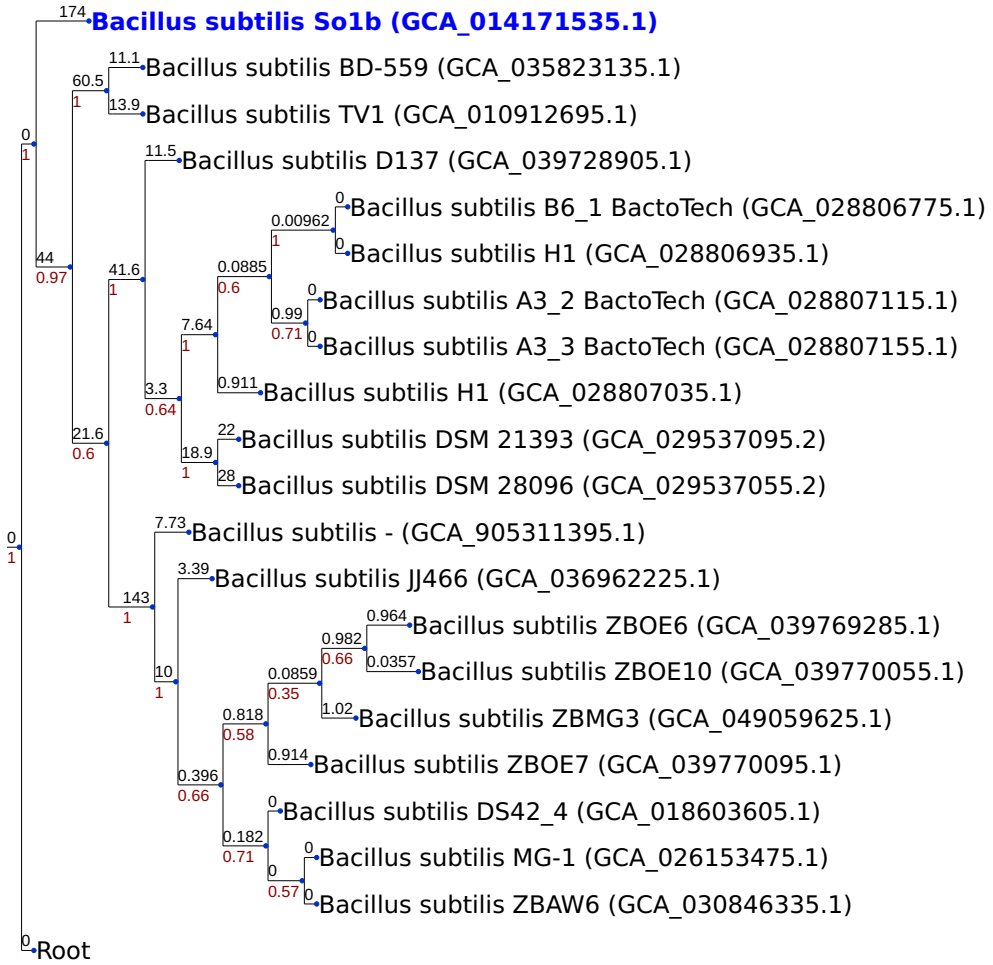 174
Bacillus subtilis So1b (GCA_014171535.1)
11.1
Bacillus subtilis BD-559 (GCA_035823135.1)
60.5
1
13.9
Bacillus subtilis TV1 (GCA_010912695.1)
0
1
11.5
Bacillus subtilis D137 (GCA_039728905.1)
0
Bacillus subtilis B6_1 BactoTech (GCA_028806775.1)
0.00962
1
0
Bacillus subtilis H1 (GCA_028806935.1)
44
0.97
41.6
1
0.0885
0.6
0
Bacillus subtilis A3_2 BactoTech (GCA_028807115.1)
0.99
0.71
0
Bacillus subtilis A3_3 BactoTech (GCA_028807155.1)
7.64
1
0.911
Bacillus subtilis H1 (GCA_028807035.1)
3.3
0.64
22
Bacillus subtilis DSM 21393 (GCA_029537095.2)
21.6
0.6
18.9
1
28
Bacillus subtilis DSM 28096 (GCA_029537055.2)
7.73
Bacillus subtilis - (GCA_905311395.1)
0
1
3.39
Bacillus subtilis JJ466 (GCA_036962225.1)
143
1
0.964
Bacillus subtilis ZBOE6 (GCA_039769285.1)
0.982
0.66
0.0357
Bacillus subtilis ZBOE10 (GCA_039770055.1)
10
1
0.0859
0.35
1.02
Bacillus subtilis ZBMG3 (GCA_049059625.1)
0.818
0.58
0.914
Bacillus subtilis ZBOE7 (GCA_039770095.1)
0.396
0.66
0
Bacillus subtilis DS42_4 (GCA_018603605.1)
0.182
0.71
0
Bacillus subtilis MG-1 (GCA_026153475.1)
0
0.57
0
Bacillus subtilis ZBAW6 (GCA_030846335.1)
0
Root